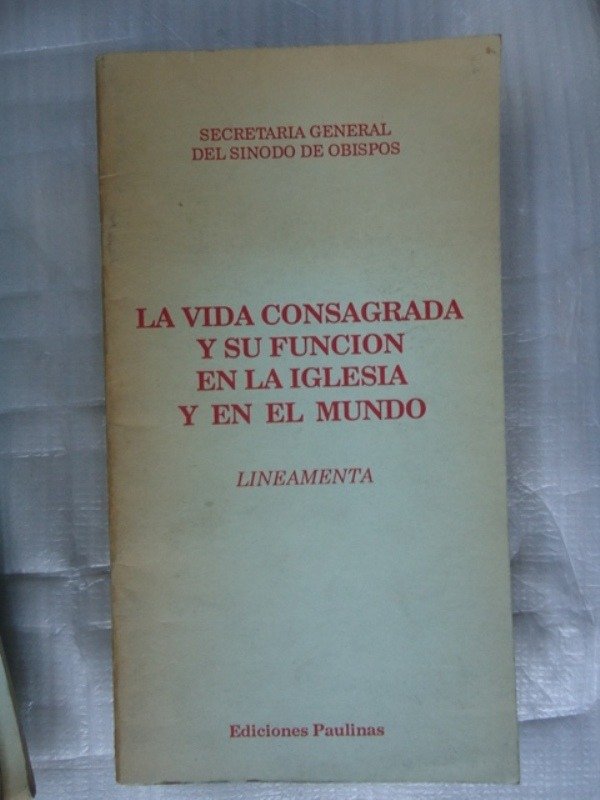 SECRETARIA GENERAL
DEL SINODO DE OBISPOS
LA VIDA CONSAGRADA
Y SU FUNCION
EN LA IGLESIA
Y EN EL MUNDO
LINEAMENTA
Ediciones Paulinas